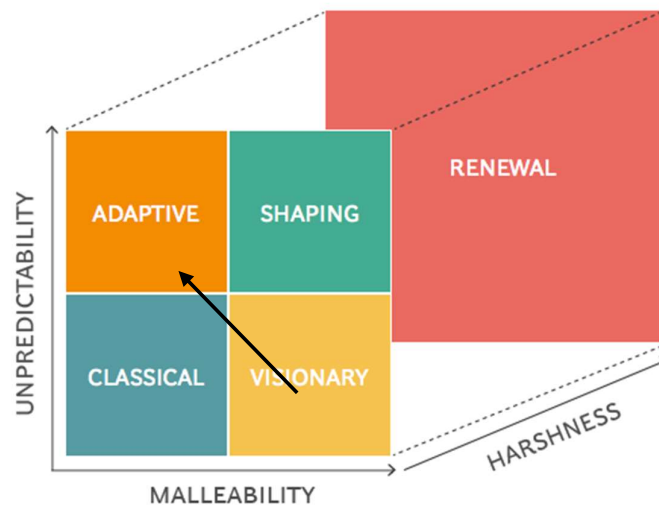 RENEWAL
ADAPTIVE
SHAPING
UNPREDICTABILITY
CLASSICAL
VISIONARY
HARSHNESS
MALLEABILITY